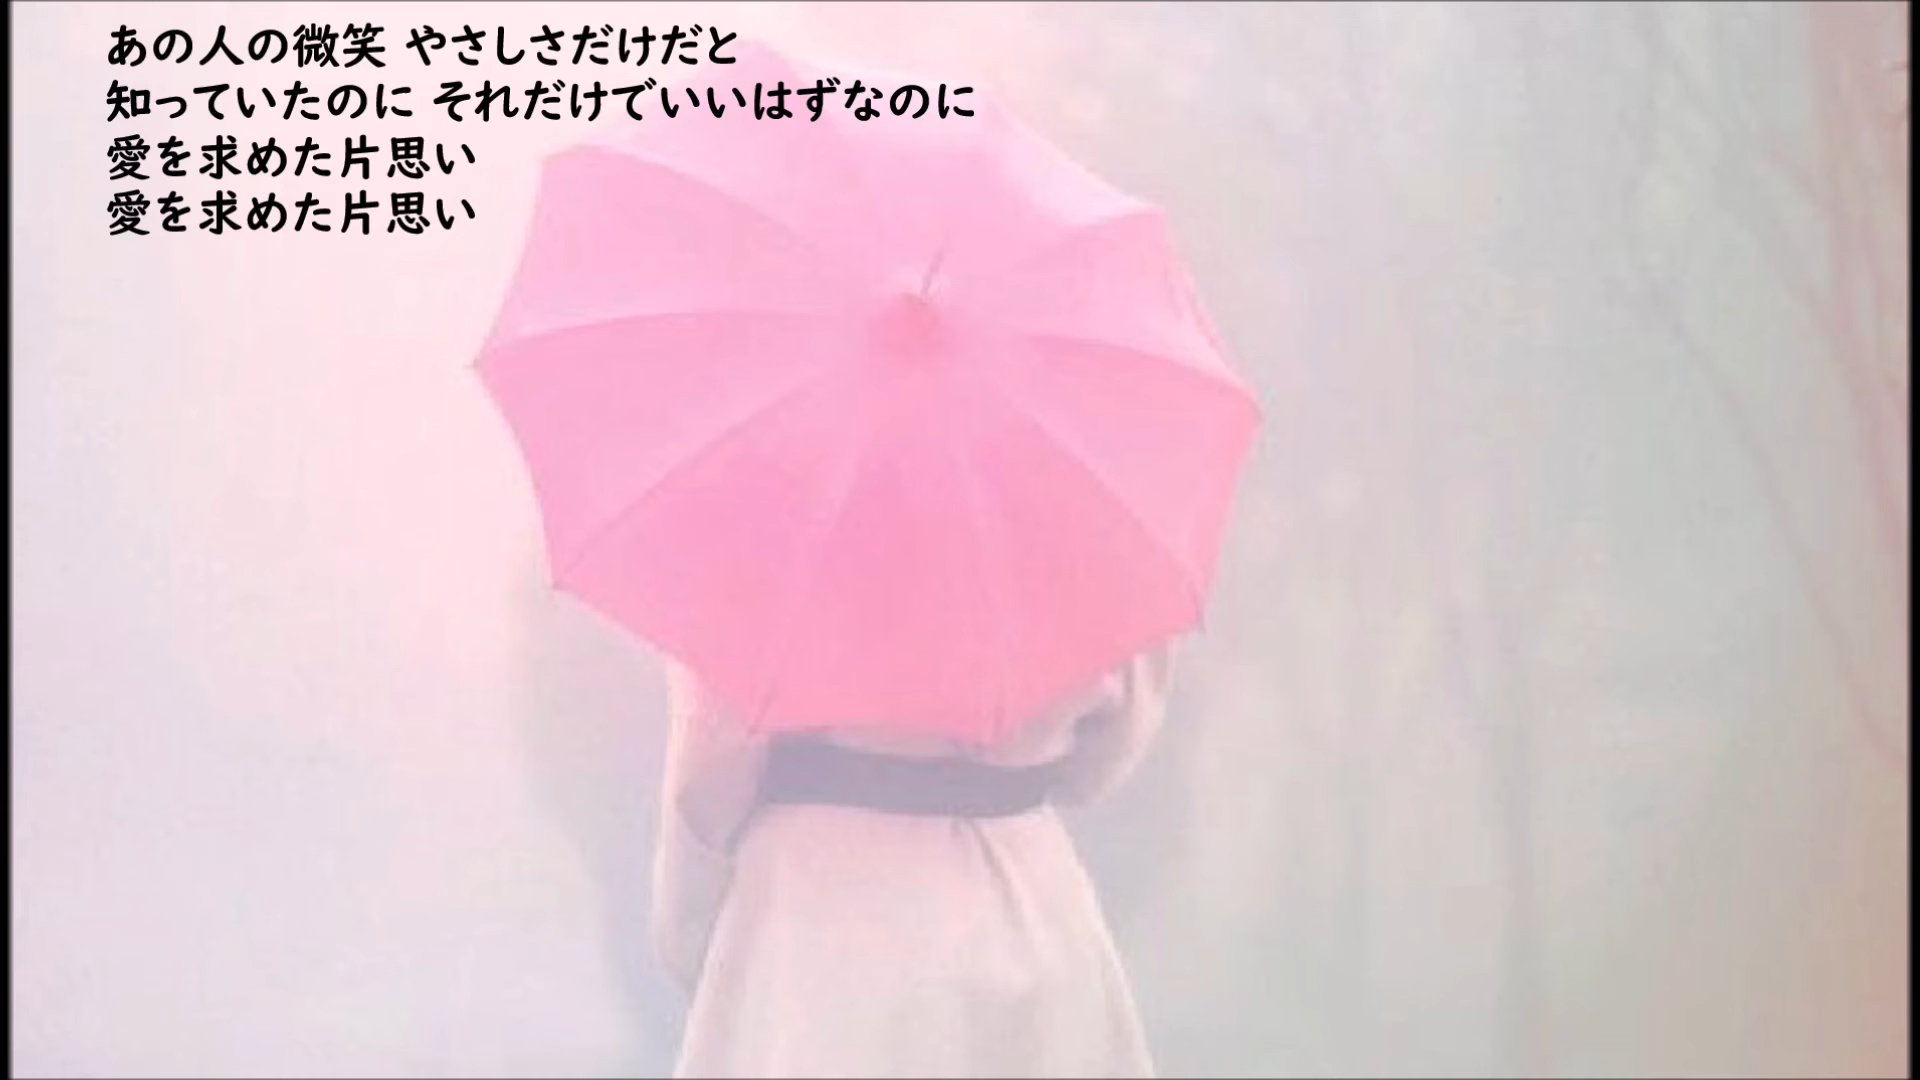 あの人の微笑 やさしさだけだと
知っていたのに それだけでいいはずなのに
愛を求めた片思い
愛を求めた片思い